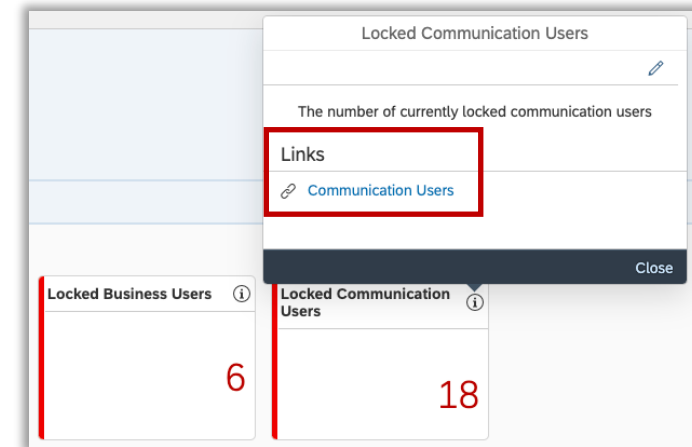 Locked Communication Users
The number of currently locked communication users
Links
Communication Users
Close
Locked Business Users
6
Locked Communication
Users
18